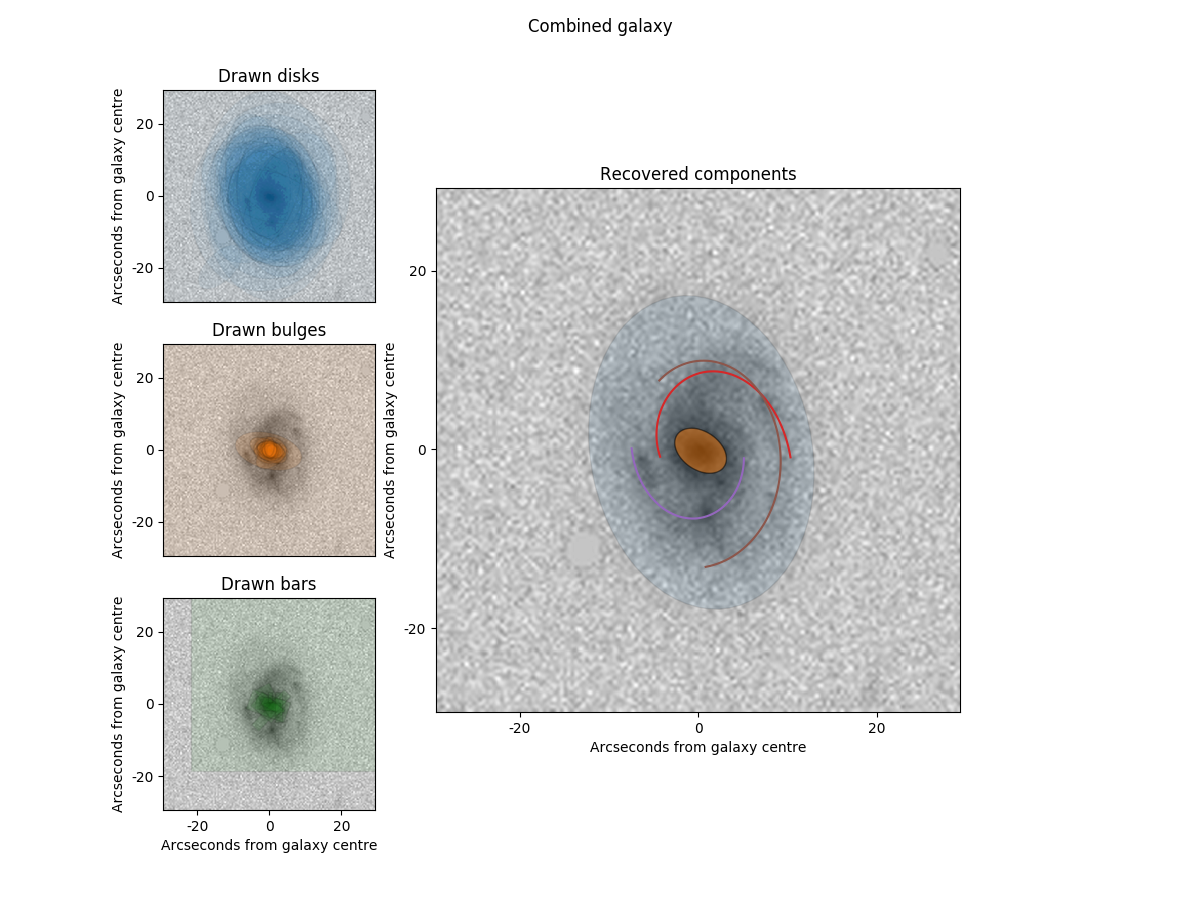 Combined galaxy
Drawn disks
Arcseconds from galaxy centre
20
0
-20
Drawn bulges
Arcseconds from galaxy centre
20
0
-20
Drawn bars
Arcseconds from galaxy centre
20
0
-20
-20 0 20
Arcseconds from galaxy centre
Recovered components
Arcseconds from galaxy centre
20
0
-20
-20 0 20
Arcseconds from galaxy centre